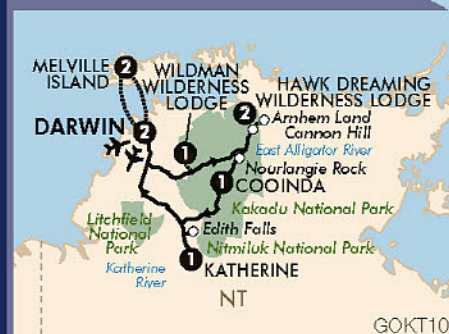 2
MELVILLE
ISLAND
WILDMAN
WILDERNESS
LODGE
HAWK DREAMING
WILDERNESS LODGE
2
Arnhem Land
Cannon Hill
DARWIN
2
East Alligator River
1
Nourlangie Rock
1
COOINDA
Kakadu National Park
Litchfield
National
Park
Edith Falls
Nitmiluk National Park
Katherine
River
1
KATHERINE
NT
GOKT10